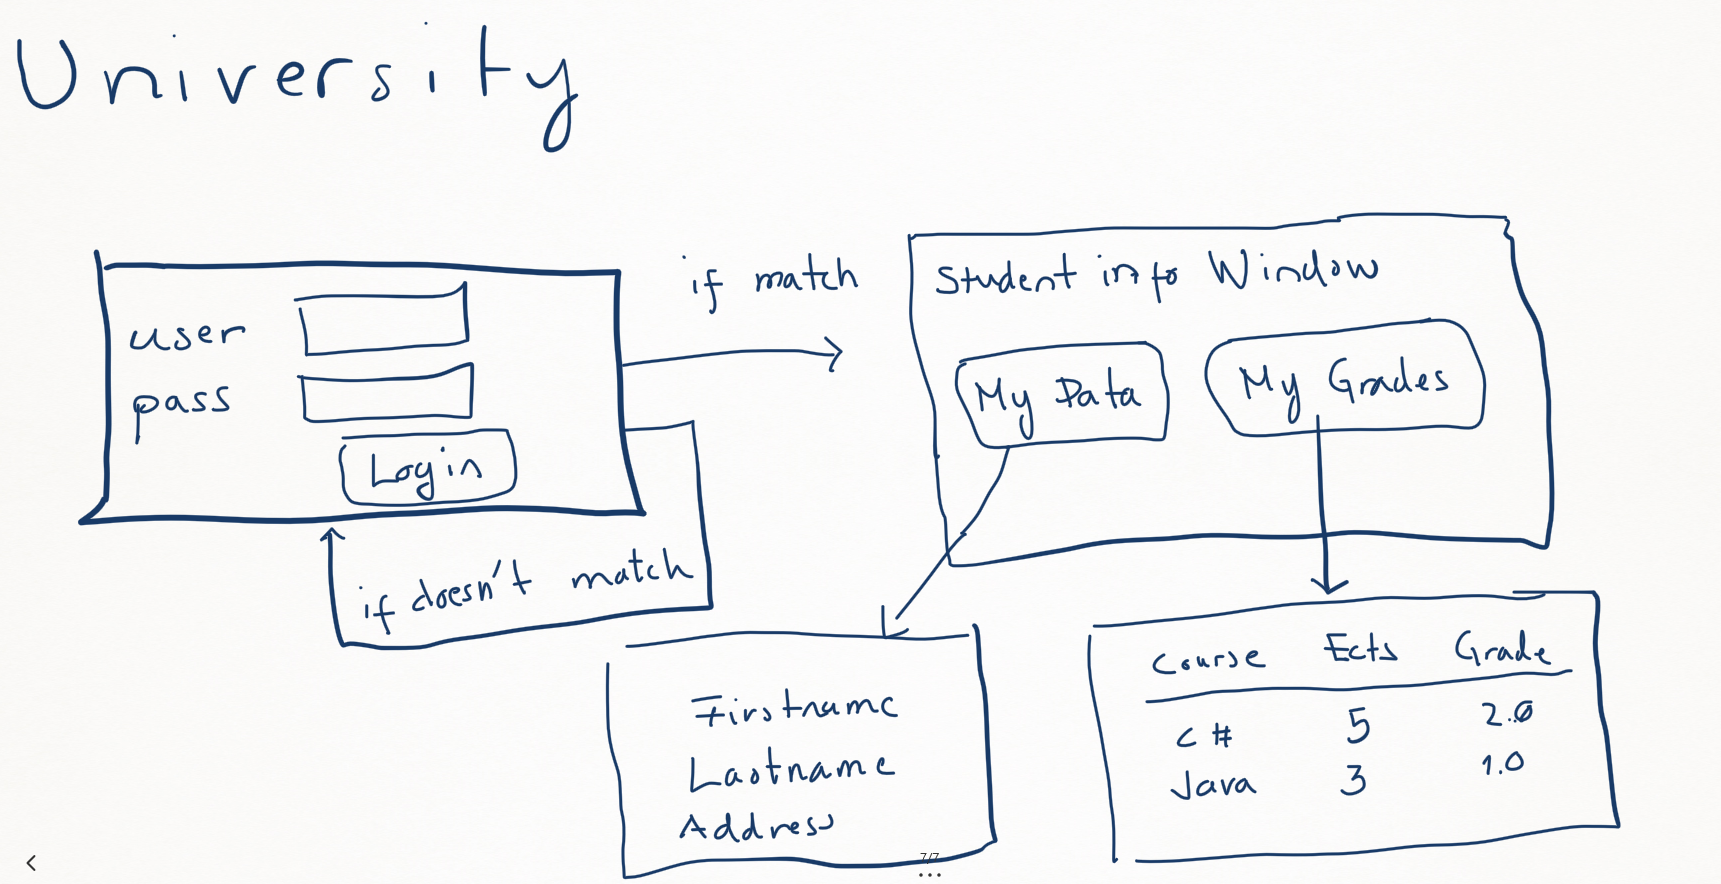 University
user
pass
Login
if match
if doesn't match
Student info Window
My Data
My Grades
Firstname
Lastname
Address
Course Ects Grade
C# 5 2.0
Java 3 1.0
7/7